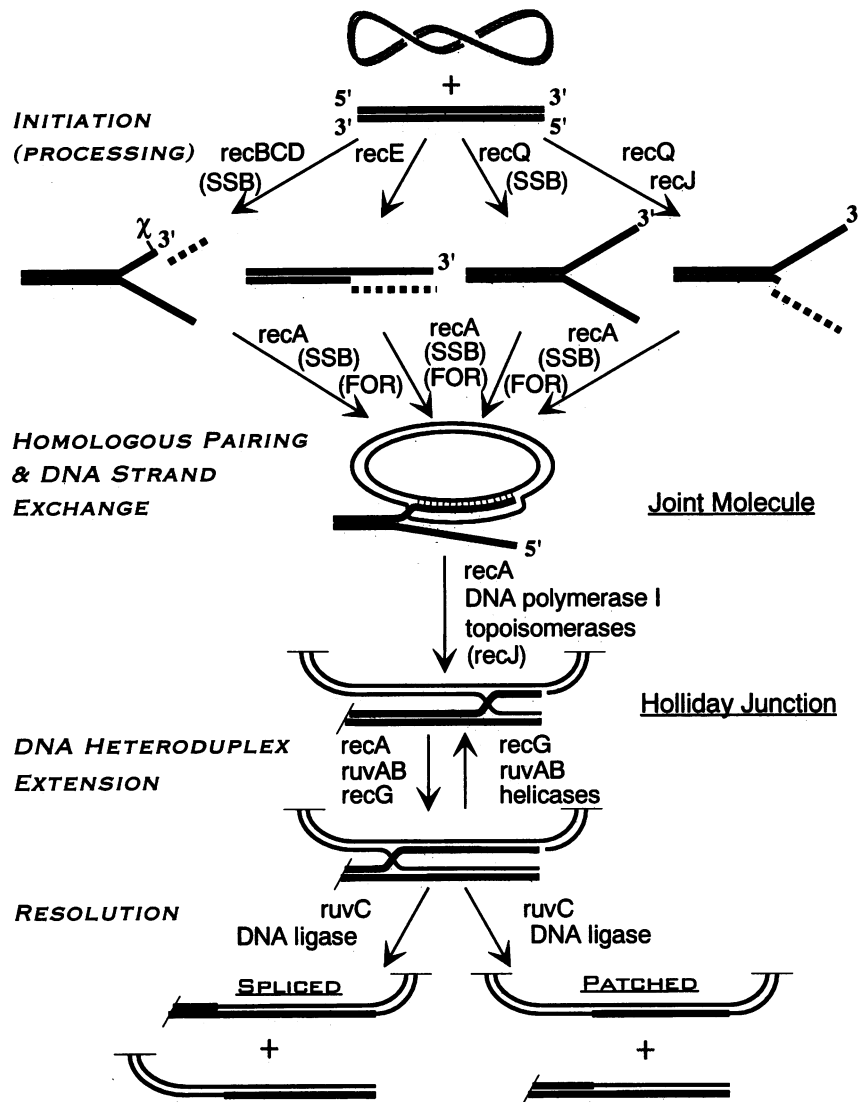 +
5' 3'
3' 5'
INITIATION
(PROCESSING)
recBCD
(SSB)
recE
recQ
(SSB)
recQ
recJ
χ 3'
3'
3'
3
recA
(SSB)
(FOR)
recA
(SSB)
(FOR)
recA
(SSB)
(FOR)
HOMOLOGOUS PAIRING
& DNA STRAND
EXCHANGE
Joint Molecule
5'
recA
DNA polymerase I
topoisomerases
(recJ)
Holliday Junction
DNA HETERODUPLEX
EXTENSION
recA
ruvAB
recG
recG
ruvAB
helicases
RESOLUTION
ruvC
DNA ligase
ruvC
DNA ligase
SPLICED
PATCHED
+
+